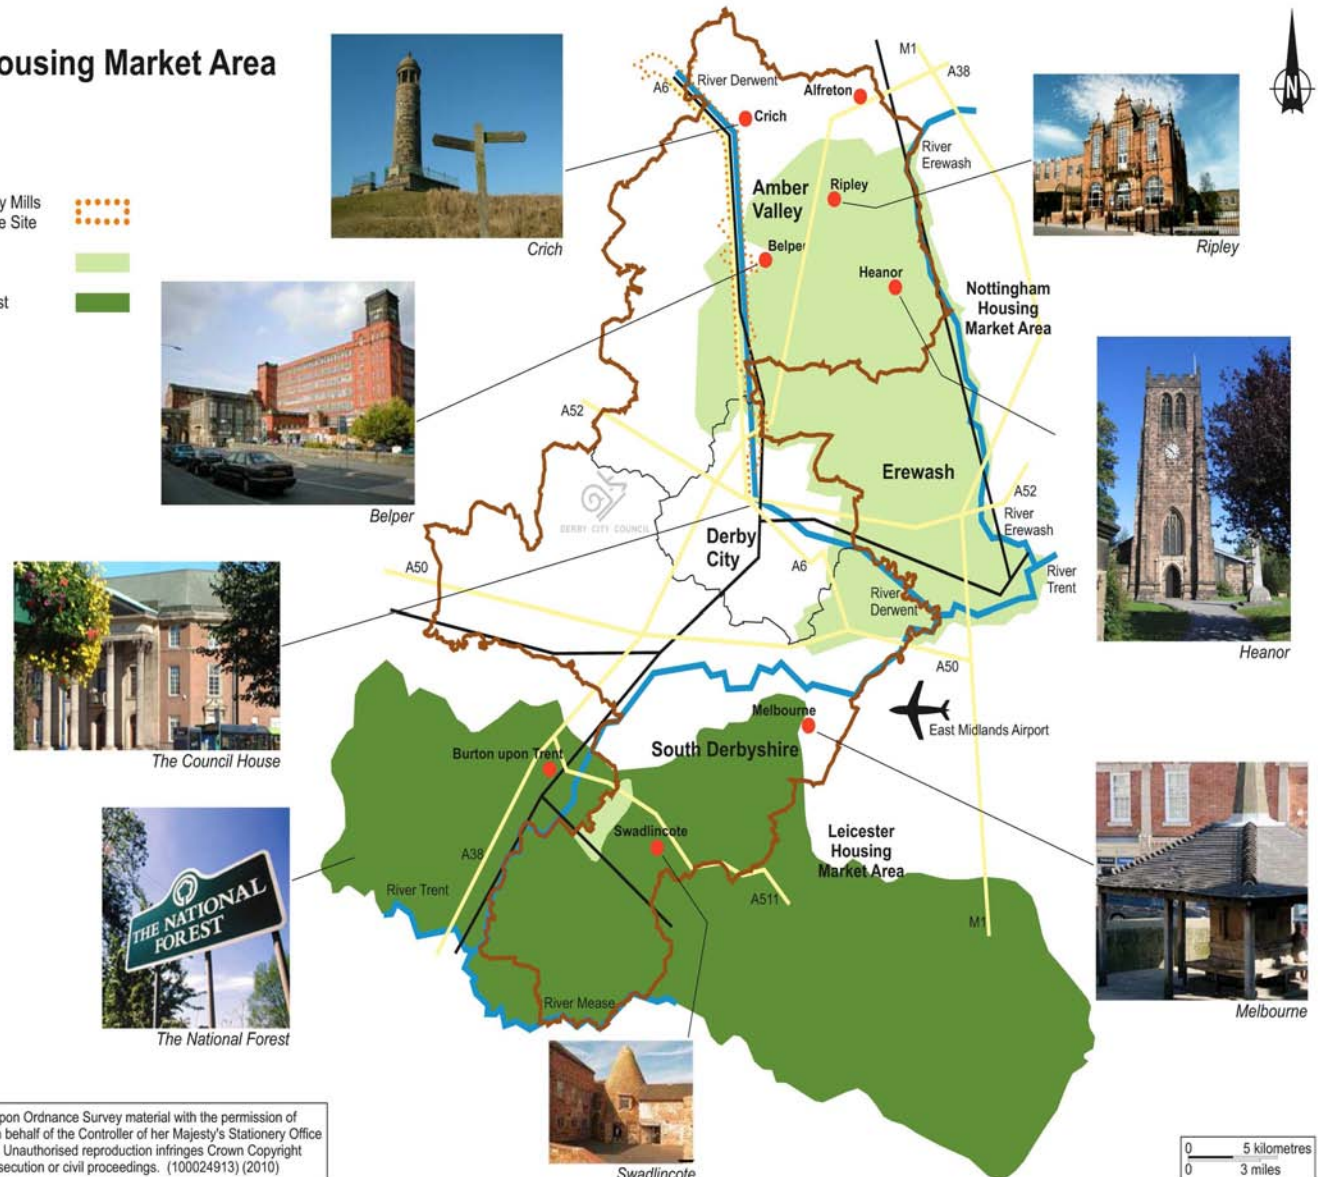 ousing Market Area
y Mills
e Site
st
Crich
Ripley
Belper
Heanor
The Council House
THE NATIONAL
FOREST
The National Forest
Swadlincote
Melbourne
M1
A38
A6
River Derwent
Alfreton
Crich
River
Erewash
Amber
Valley
Ripley
Belper
Heanor
Nottingham
Housing
Market Area
A52
Erewash
A52
River
Erewash
DERBY CITY COUNCIL
Derby
City
A50
A6
River
Derwent
River
Trent
A50
Melbourne
East Midlands Airport
South Derbyshire
Burton upon Trent
Swadlincote
Leicester
Housing
Market Area
A38
River Trent
A511
M1
River Mease
N
pon Ordnance Survey material with the permission of
behalf of the Controller of her Majesty's Stationery Office
Unauthorised reproduction infringes Crown Copyright
secution or civil proceedings. (100024913) (2010)
0 5 kilometres
0 3 miles